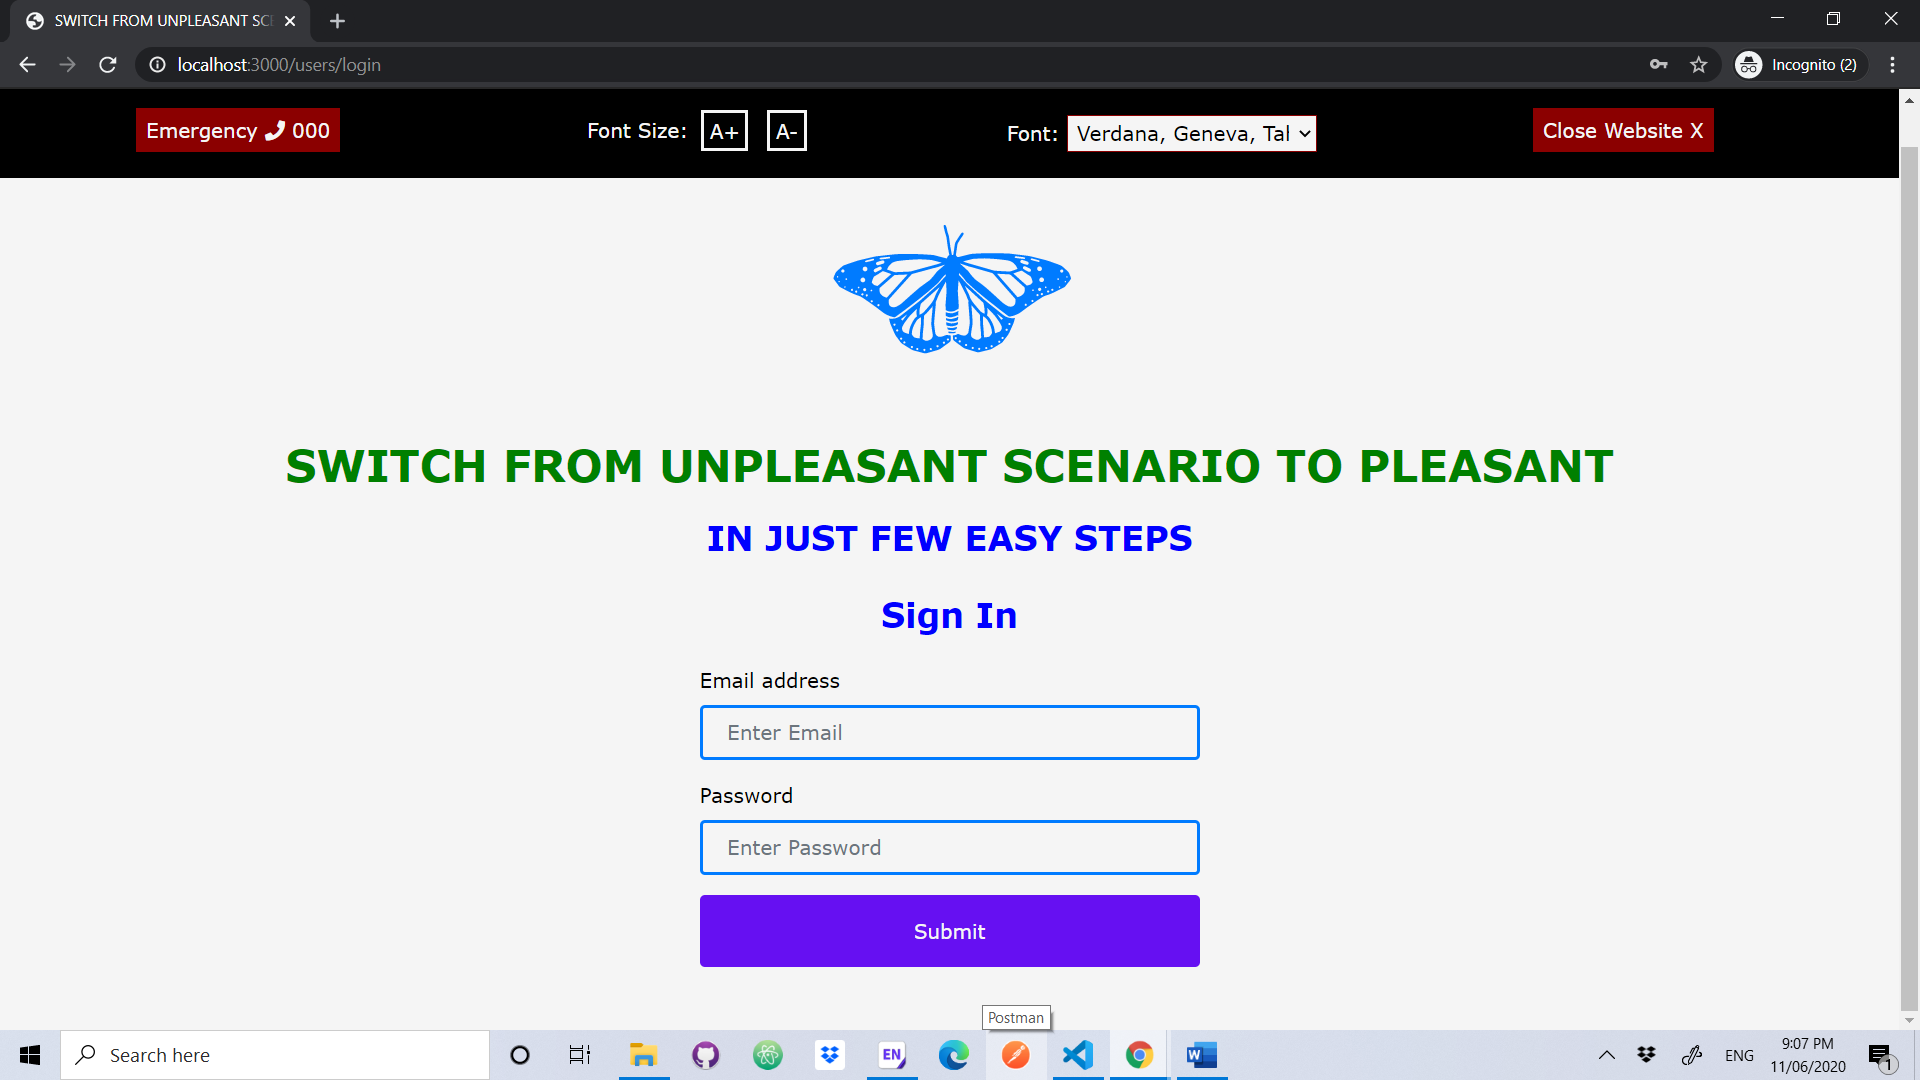 SWITCH FROM UNPLEASANT SCE
localhost:3000/users/login
Incognito (2)
Emergency 000
Font Size: A+ A-
Font: Verdana, Geneva, Tal
Close Website X
SWITCH FROM UNPLEASANT SCENARIO TO PLEASANT
IN JUST FEW EASY STEPS
Sign In
Email address
Enter Email
Password
Enter Password
Submit
Postman
Search here
EN
W
ENG
9:07 PM
11/06/2020
1